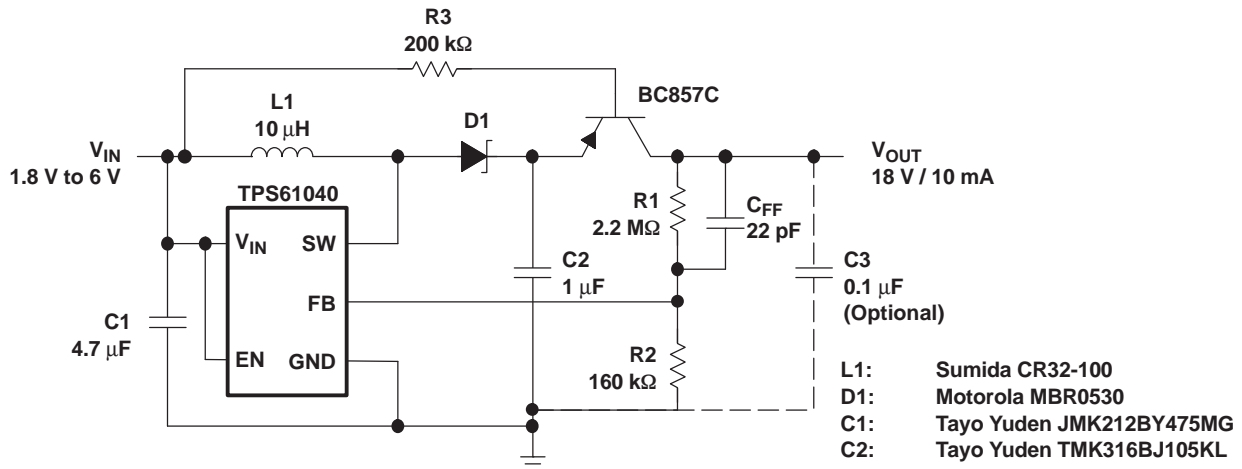 R3
200 kΩ
BC857C
L1
10 μH
D1
VIN
1.8 V to 6 V
VOUT
18 V / 10 mA
TPS61040
R1
2.2 MΩ
CFF
22 pF
VIN
SW
C2
1 μF
C3
0.1 μF
(Optional)
FB
C1
4.7 μF
EN
GND
R2
160 kΩ
L1: Sumida CR32-100
D1: Motorola MBR0530
C1: Tayo Yuden JMK212BY475MG
C2: Tayo Yuden TMK316BJ105KL